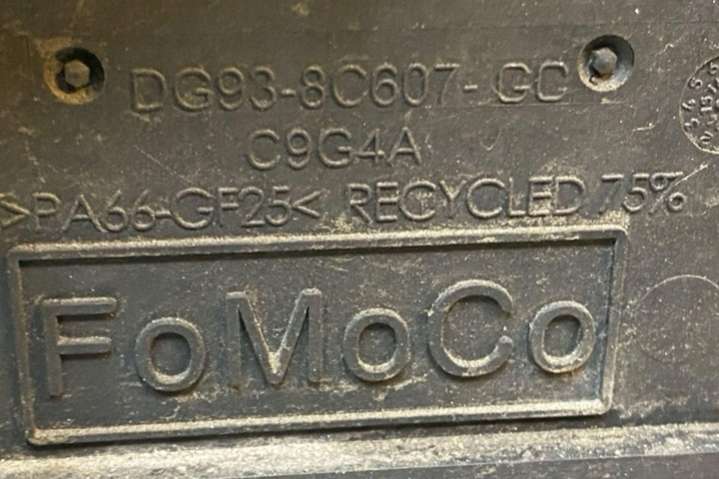 DG93-8C607-GC
C9G4A
>PA66-GF25< RECYCLED 75%
FoMoCo